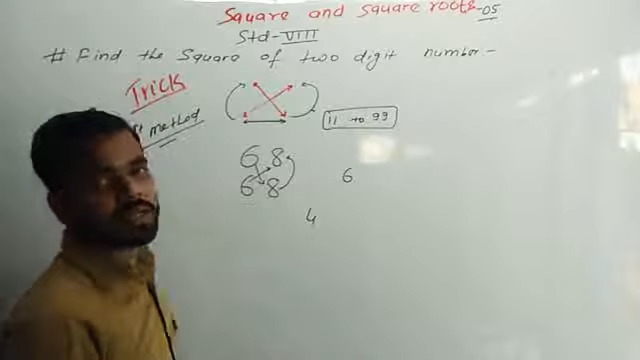 Square and square roots-05
Std-VIII
# Find the Square of two digit number-
Trick
method
11 to 99
68
68
6
4